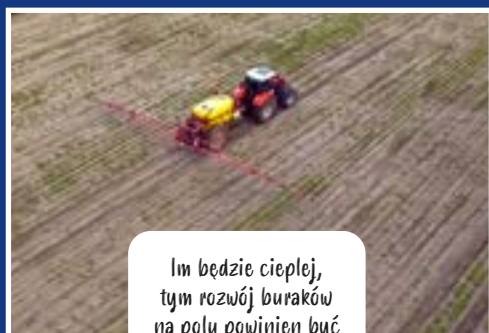 Im będzie cieplej,
tym rozwój buraków
na polu powinien być